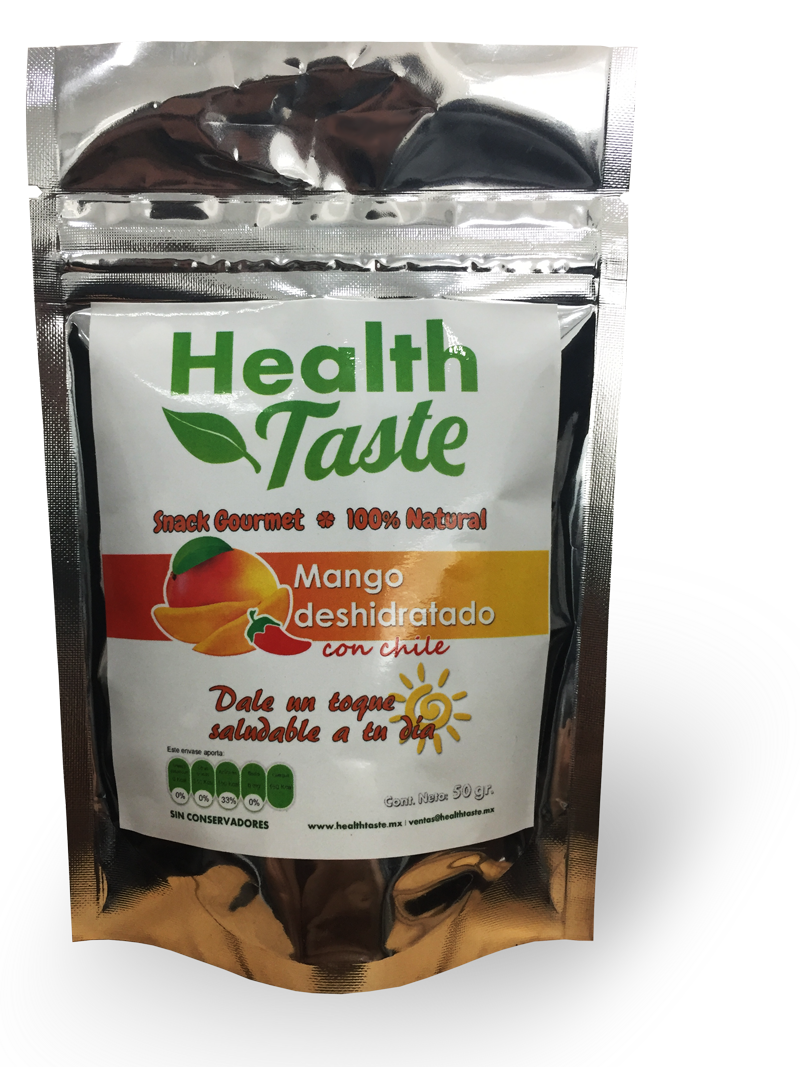 Health
Taste
Snack Gourmet ✽ 100% Natural
Mango
deshidratado
con chile
Dale un toque
saludable a tu día
Este envase aporta:
0% 0% 33% 0%
Cont. Neto: 50 gr.
SIN CONSERVADORES
www.healthtaste.mx | ventas@healthtaste.mx